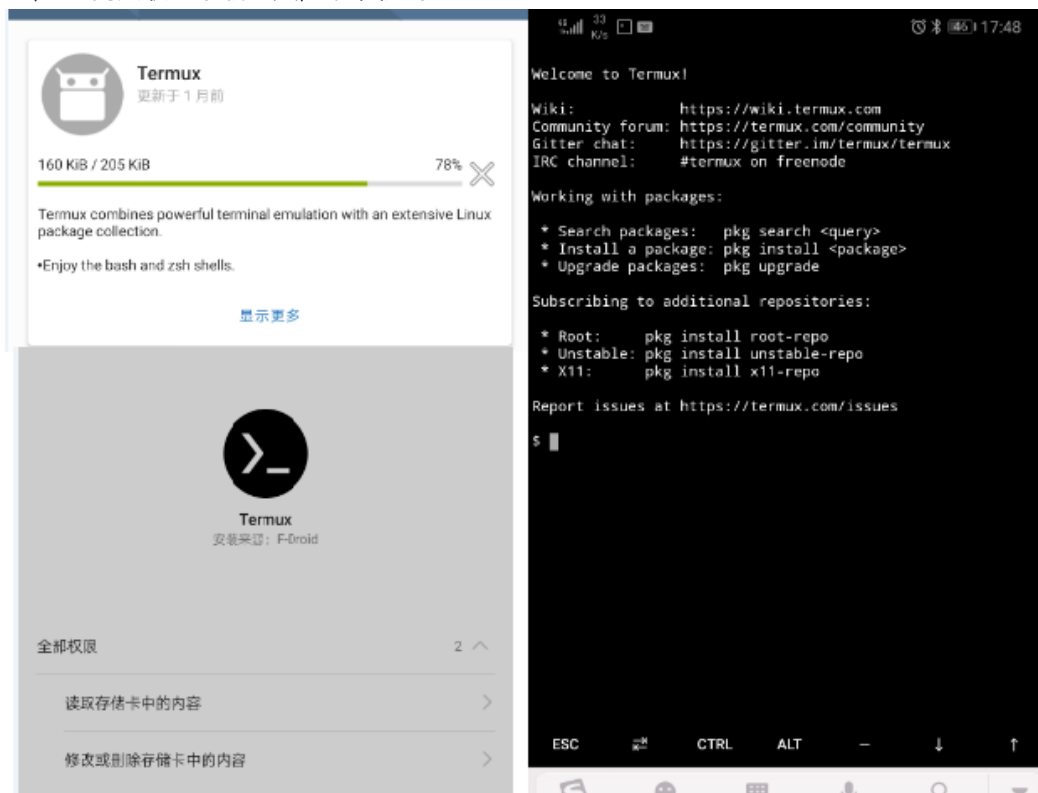 Termux
更新于 1 月前
160 KiB / 205 KiB
78%
Termux combines powerful terminal emulation with an extensive Linux
package collection.
•Enjoy the bash and zsh shells.
显示更多
Termux
安装来源：F-Droid
全部权限
2
读取存储卡中的内容
修改或删除存储卡中的内容
33
K/s
46
17:48
Welcome to Termux!
Wiki: https://wiki.termux.com
Community forum: https://termux.com/community
Gitter chat: https://gitter.im/termux/termux
IRC channel: #termux on freenode
Working with packages:
* Search packages: pkg search <query>
* Install a package: pkg install <package>
* Upgrade packages: pkg upgrade
Subscribing to additional repositories:
* Root: pkg install root-repo
* Unstable: pkg install unstable-repo
* X11: pkg install x11-repo
Report issues at https://termux.com/issues
$
ESC CTRL ALT – ↓ ↑